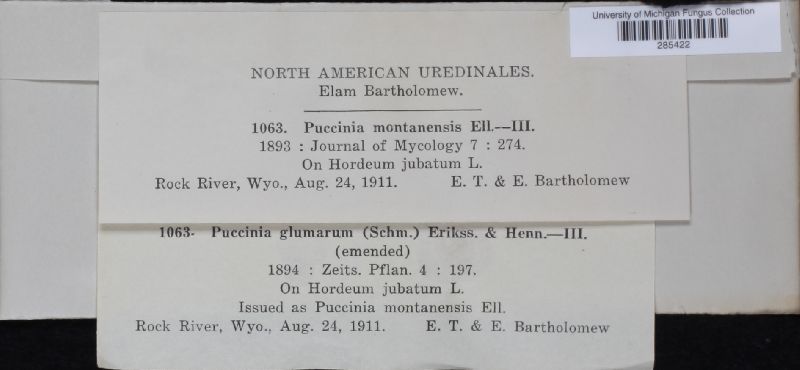 University of Michigan Fungus Collection
285422
NORTH AMERICAN UREDINALES.
Elam Bartholomew.
1063. Puccinia montanensis Ell.—III.
1893 : Journal of Mycology 7 : 274.
On Hordeum jubatum L.
Rock River, Wyo., Aug. 24, 1911. E. T. & E. Bartholomew
1063- Puccinia glumarum (Schm.) Erikss. & Henn.—III.
(emended)
1894 : Zeits. Pflan. 4 : 197.
On Hordeum jubatum L.
Issued as Puccinia montanensis Ell.
Rock River, Wyo., Aug. 24, 1911. E. T. & E. Bartholomew